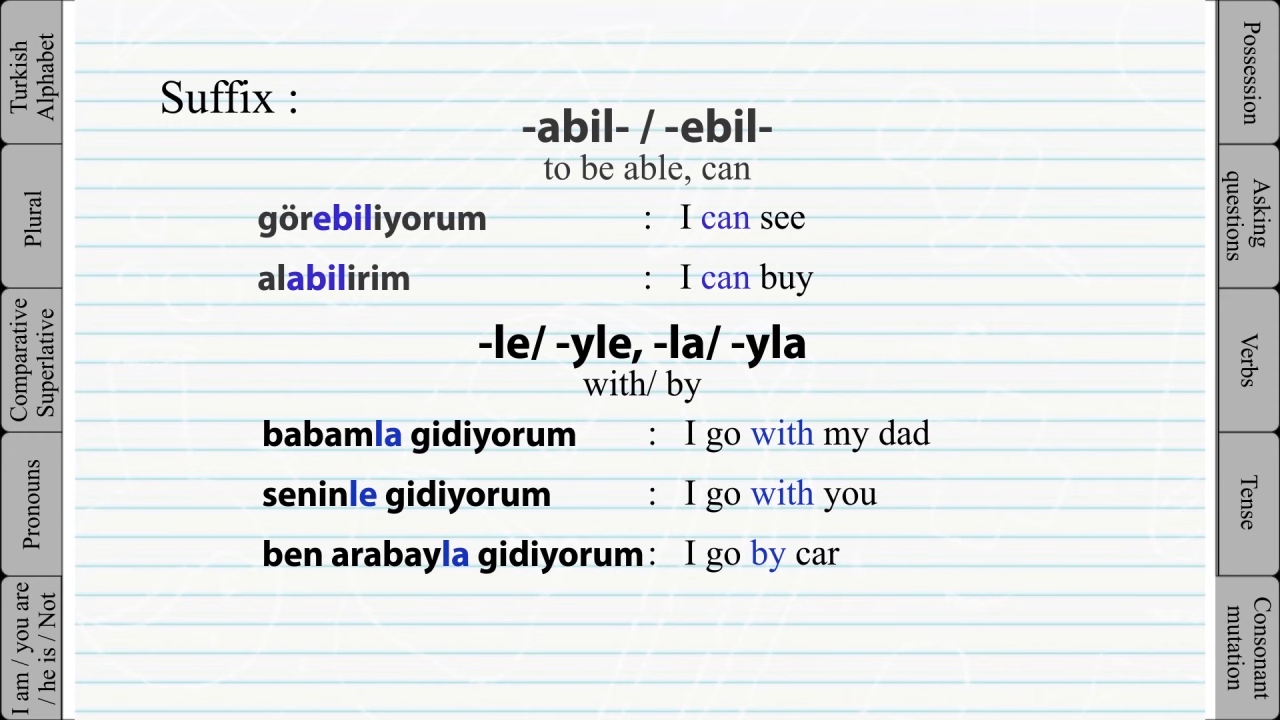 Turkish
Alphabet
Plural
Comparative
Superlative
Pronouns
I am / you are
/ he is / Not
Suffix :
-abil- / -ebil-
to be able, can
görebiliyorum : I can see
alabilirim : I can buy
-le/ -yle, -la/ -yla
with/ by
babamla gidiyorum : I go with my dad
seninle gidiyorum : I go with you
ben arabayla gidiyorum : I go by car
Possession
Asking
questions
Verbs
Tense
Consonant
mutation